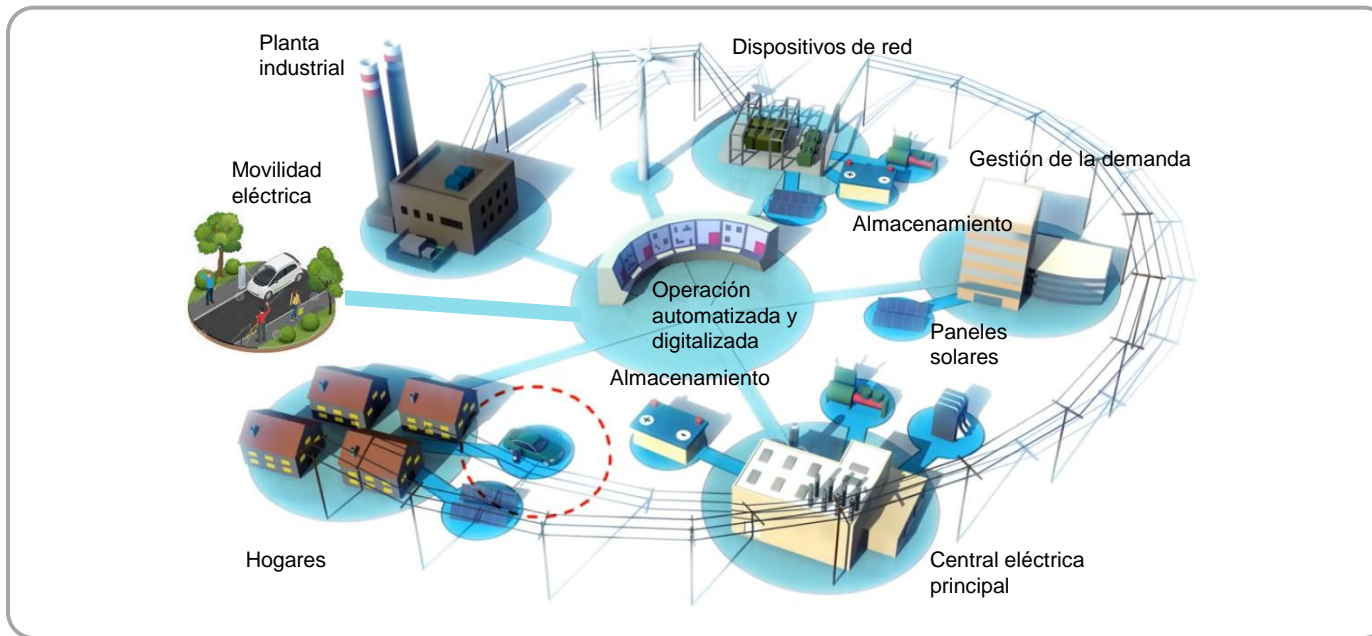 Planta
industrial
Dispositivos de red
Gestión de la demanda
Movilidad
eléctrica
Almacenamiento
Operación
automatizada y
digitalizada
Paneles
solares
Almacenamiento
Hogares
Central eléctrica
principal